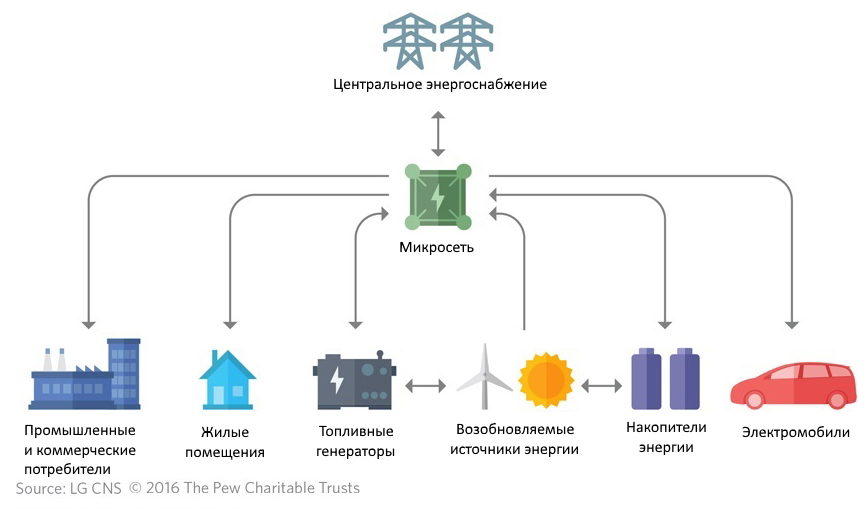 Центральное энергоснабжение
Микросеть
Промышленные
и коммерческие
потребители
Жилые
помещения
Топливные
генераторы
Возобновляемые
источники энергии
Накопители
энергии
Электромобили
Source: LG CNS © 2016 The Pew Charitable Trusts